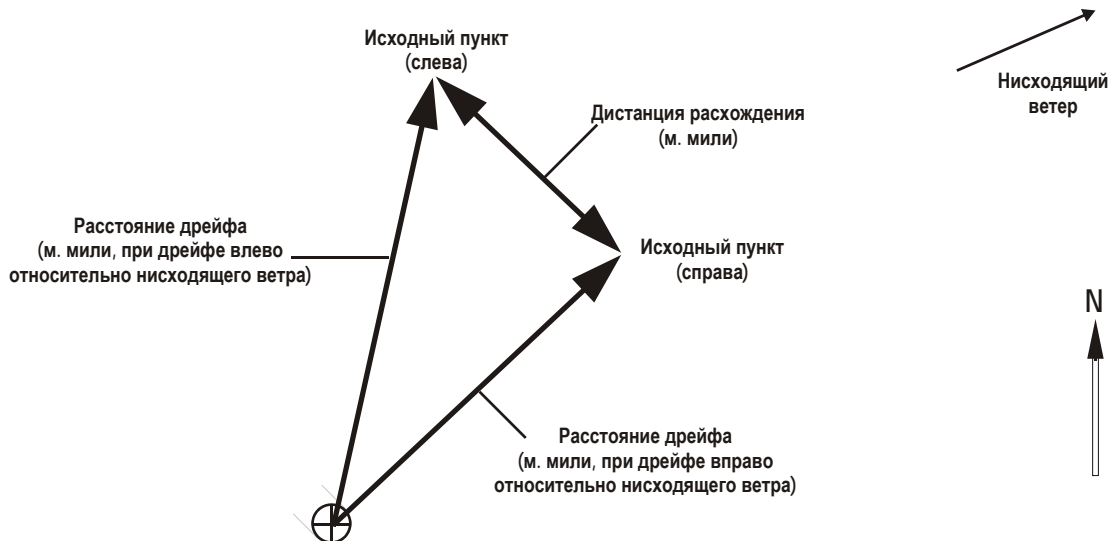 Исходный пункт
(слева)
Нисходящий
ветер
Дистанция расхождения
(м. мили)
Расстояние дрейфа
(м. мили, при дрейфе влево
относительно нисходящего ветра)
Исходный пункт
(справа)
N
Расстояние дрейфа
(м. мили, при дрейфе вправо
относительно нисходящего ветра)